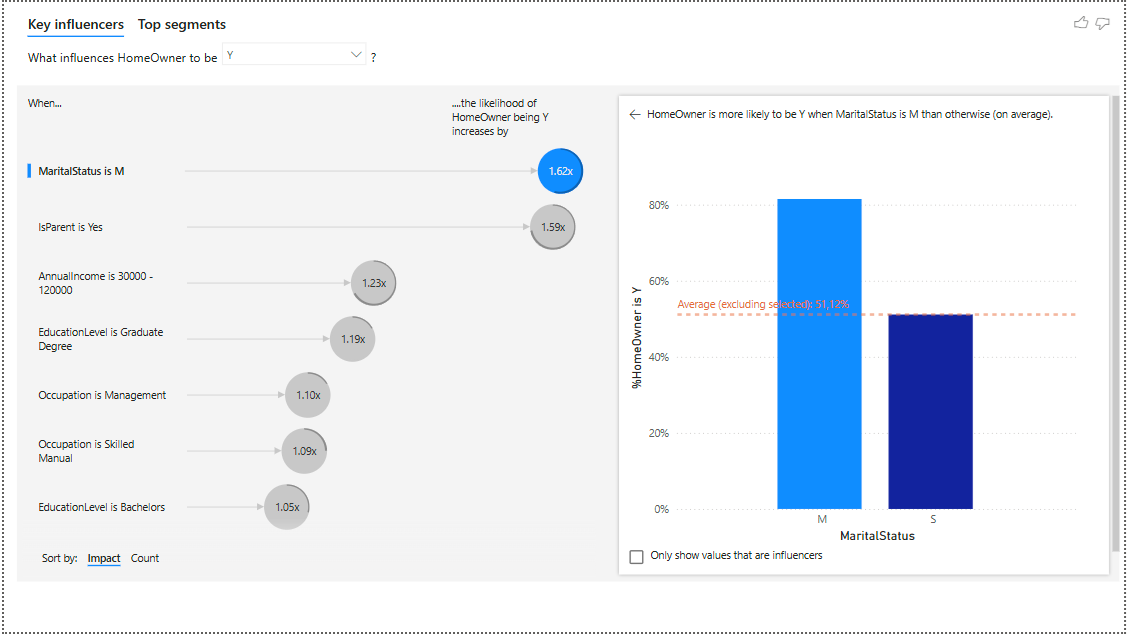 Key influencers Top segments
What influences HomeOwner to be Y ?
When...
....the likelihood of
HomeOwner being Y
increases by
MaritalStatus is M 1.62x
IsParent is Yes 1.59x
AnnualIncome is 30000 -
120000
1.23x
EducationLevel is Graduate
Degree
1.19x
Occupation is Management 1.10x
Occupation is Skilled
Manual
1.09x
EducationLevel is Bachelors 1.05x
Sort by: Impact Count
HomeOwner is more likely to be Y when MaritalStatus is M than otherwise (on average).
%HomeOwner is Y
80%
60%
Average (excluding selected): 51.12%
40%
20%
0%
M S
MaritalStatus
Only show values that are influencers